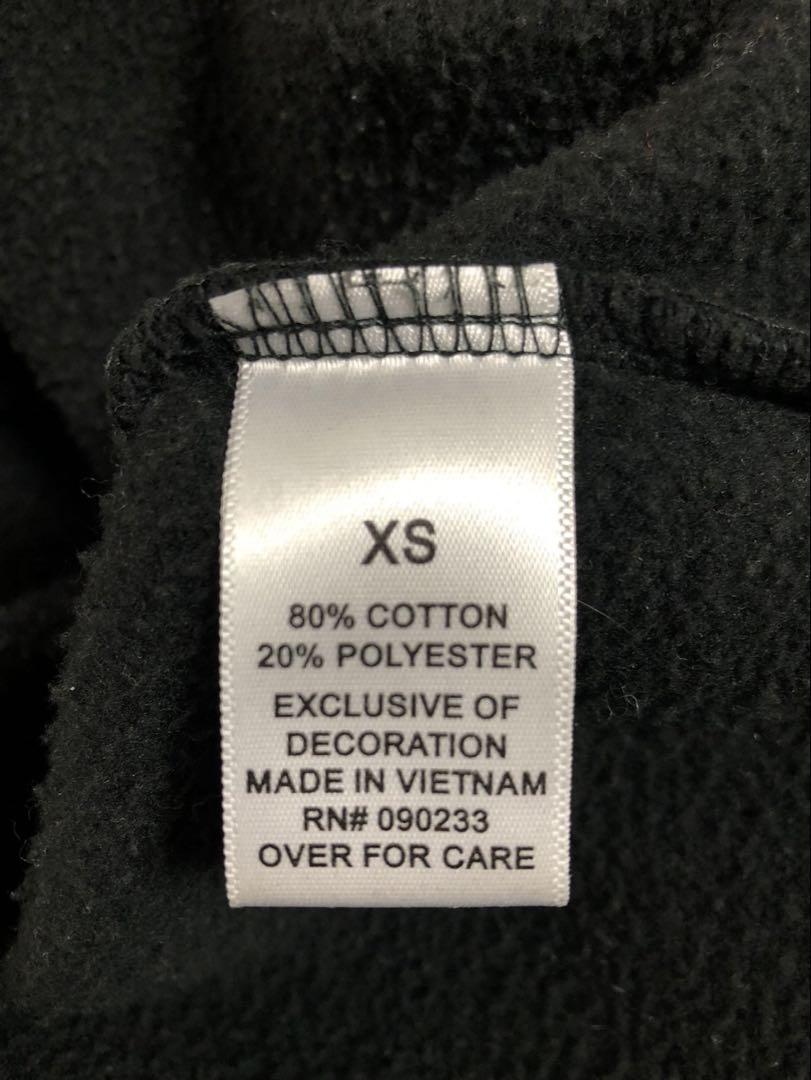 XS
80% COTTON
20% POLYESTER
EXCLUSIVE OF
DECORATION
MADE IN VIETNAM
RN# 090233
OVER FOR CARE